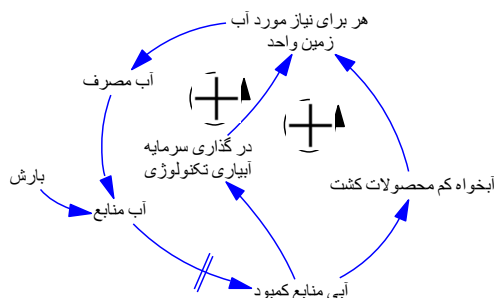 هر برای نیاز مورد آب
زمین واحد
آب مصرف
در گذاری سرمایه
آبیاری تکنولوژی
آبخواه کم محصولات کشت
بارش
آب منابع
آبی منابع کمبود